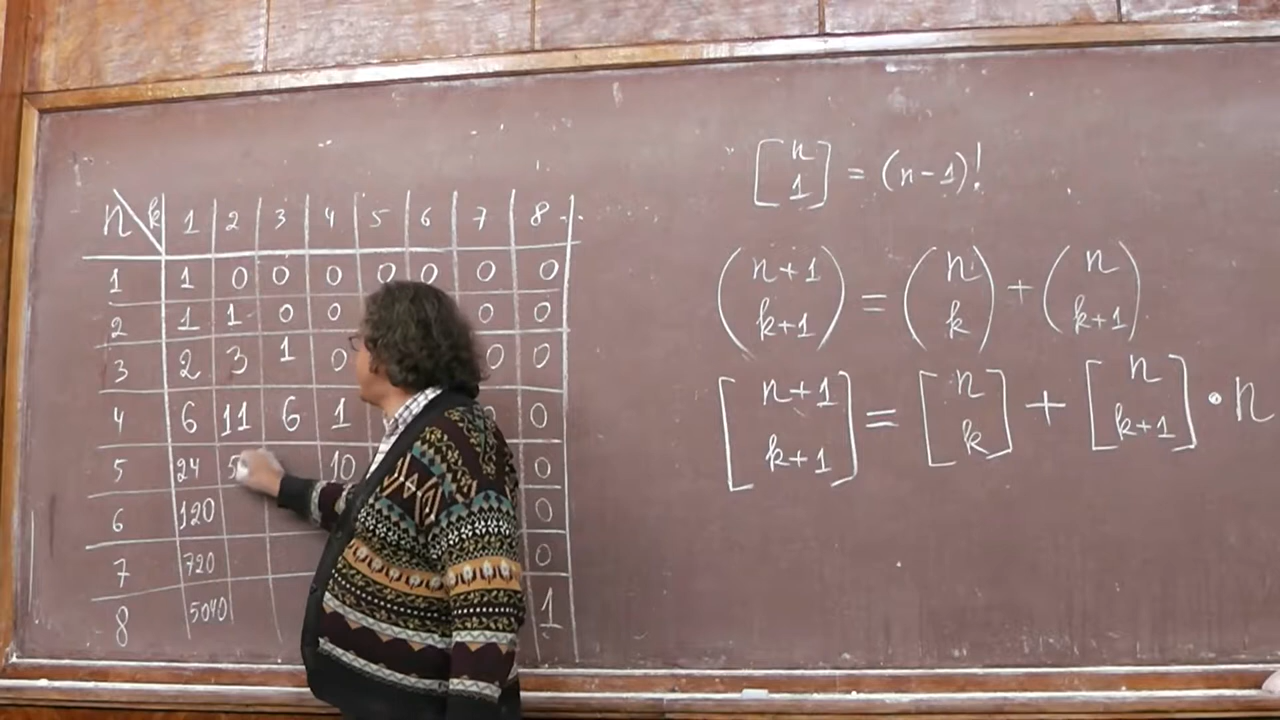 n k 1 2 3 4 5 6 7 8 ...
1 1 0 0 0 0 0 0 0
2 1 1 0 0 0 0
3 2 3 1 0 0 0
4 6 11 6 1 0
5 24 5 10 0
6 120 0
7 720 0
8 5040 1
[n 1] = (n-1)!
(n+1 k+1) = (n k) + (n k+1)
[n+1 k+1] = [n k] + [n k+1] · n